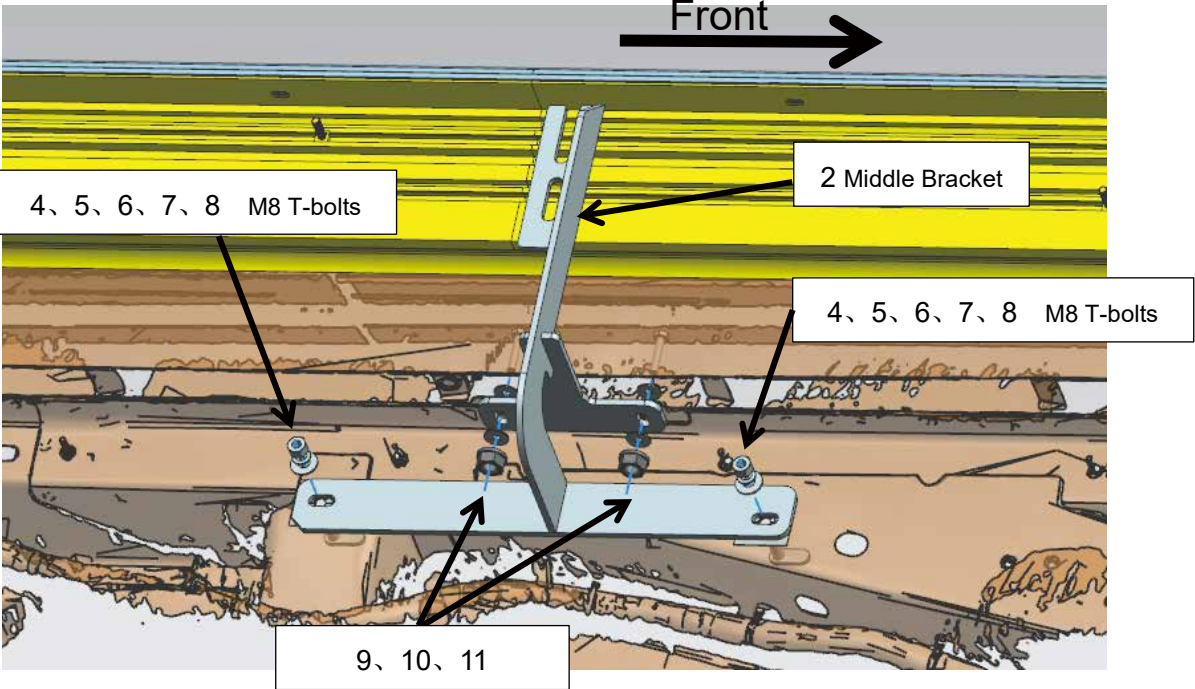 Front
2 Middle Bracket
4、5、6、7、8 M8 T-bolts
4、5、6、7、8 M8 T-bolts
9、10、11